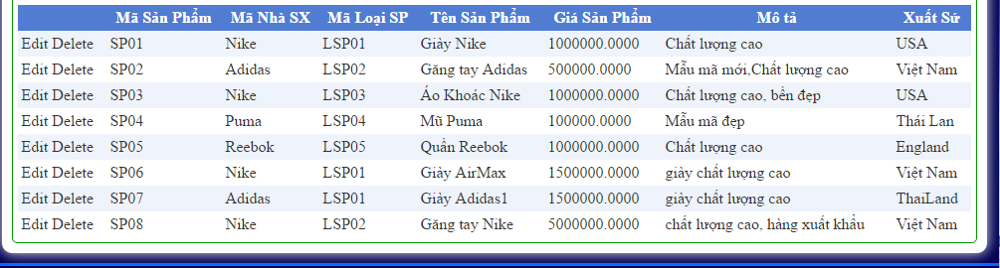 Mã Sản Phẩm Mã Nhà SX Mã Loại SP Tên Sản Phẩm Giá Sản Phẩm Mô tả Xuất Sứ
Edit Delete SP01 Nike LSP01 Giày Nike 1000000.0000 Chất lượng cao USA
Edit Delete SP02 Adidas LSP02 Găng tay Adidas 500000.0000 Mẫu mã mới,Chất lượng cao Việt Nam
Edit Delete SP03 Nike LSP03 Áo Khoác Nike 1000000.0000 Chất lượng cao, bền đẹp USA
Edit Delete SP04 Puma LSP04 Mũ Puma 100000.0000 Mẫu mã đẹp Thái Lan
Edit Delete SP05 Reebok LSP05 Quần Reebok 1000000.0000 Chất lượng cao England
Edit Delete SP06 Nike LSP01 Giày AirMax 1500000.0000 giày chất lượng cao Việt Nam
Edit Delete SP07 Adidas LSP01 Giày Adidas1 1500000.0000 giày chất lượng cao ThaiLand
Edit Delete SP08 Nike LSP02 Găng tay Nike 5000000.0000 chất lượng cao, hàng xuất khẩu Việt Nam